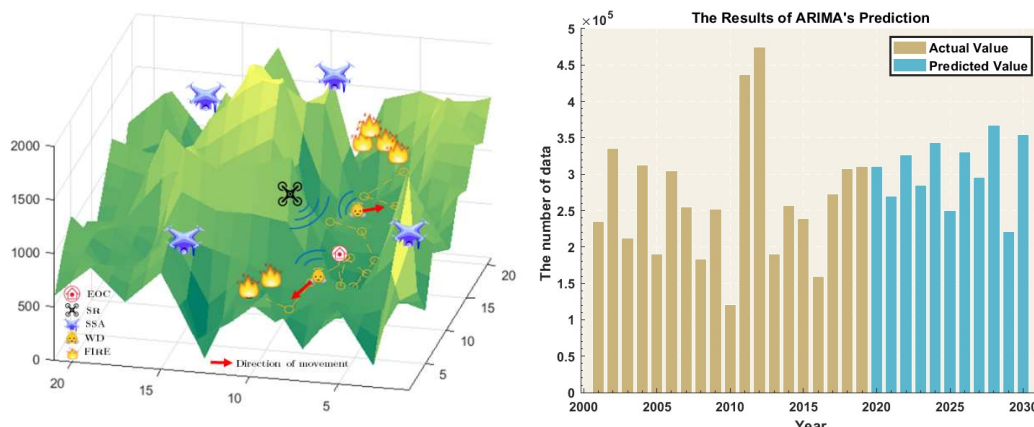 2000
1500
1000
500
0
20
15
10
5
5
10
15
20
EOC
SR
SSA
WD
FIRE
Direction of movement
The Results of ARIMA's Prediction
×10⁵
5
4.5
4
3.5
3
2.5
2
1.5
1
0.5
0
The number of data
Actual Value
Predicted Value
2000
2005
2010
2015
2020
2025
2030
Year